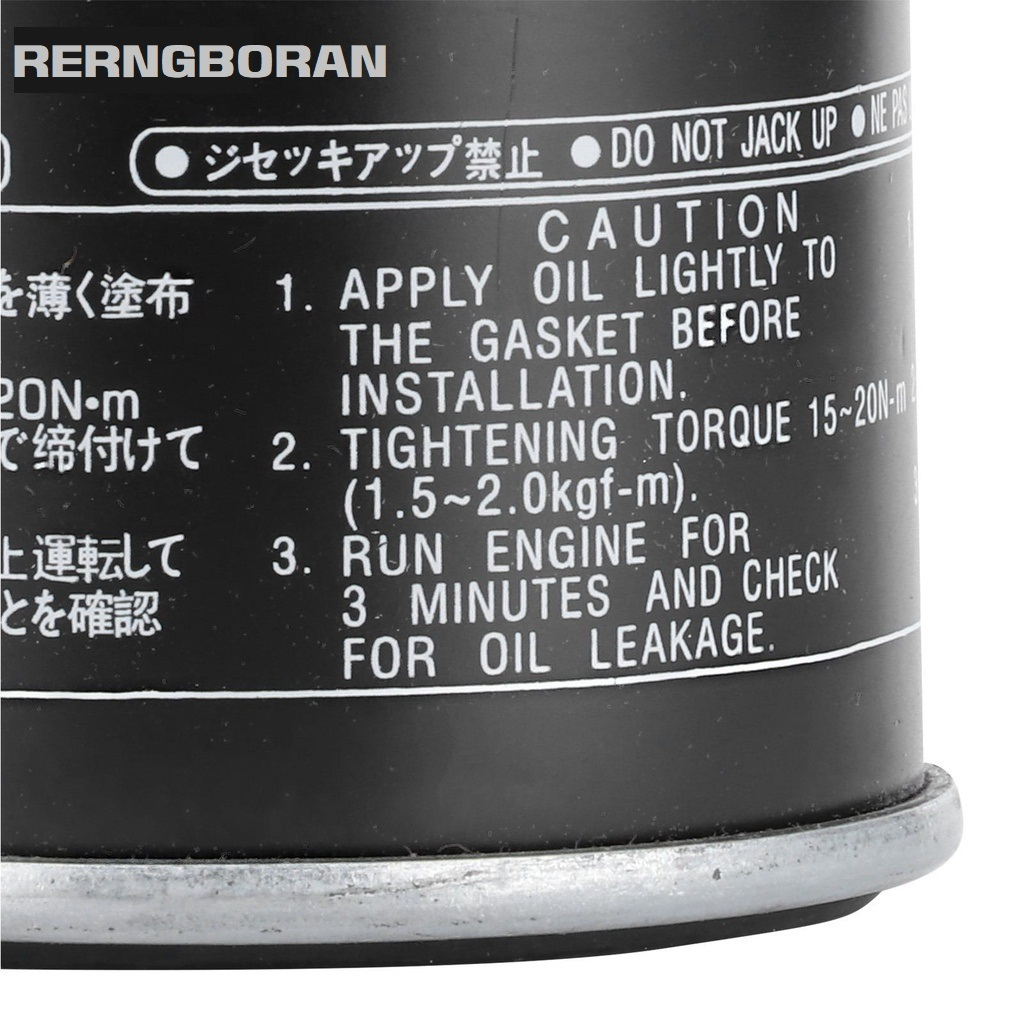 RERNGBORAN
●ジャッキアップ禁止 ●DO NOT JACK UP ●NE PAS
を薄く塗布
20N•m
で締付けて
上運転して
とを確認
CAUTION
1. APPLY OIL LIGHTLY TO
THE GASKET BEFORE
INSTALLATION.
2. TIGHTENING TORQUE 15~20N-m
(1.5~2.0kgf-m).
3. RUN ENGINE FOR
3 MINUTES AND CHECK
FOR OIL LEAKAGE.